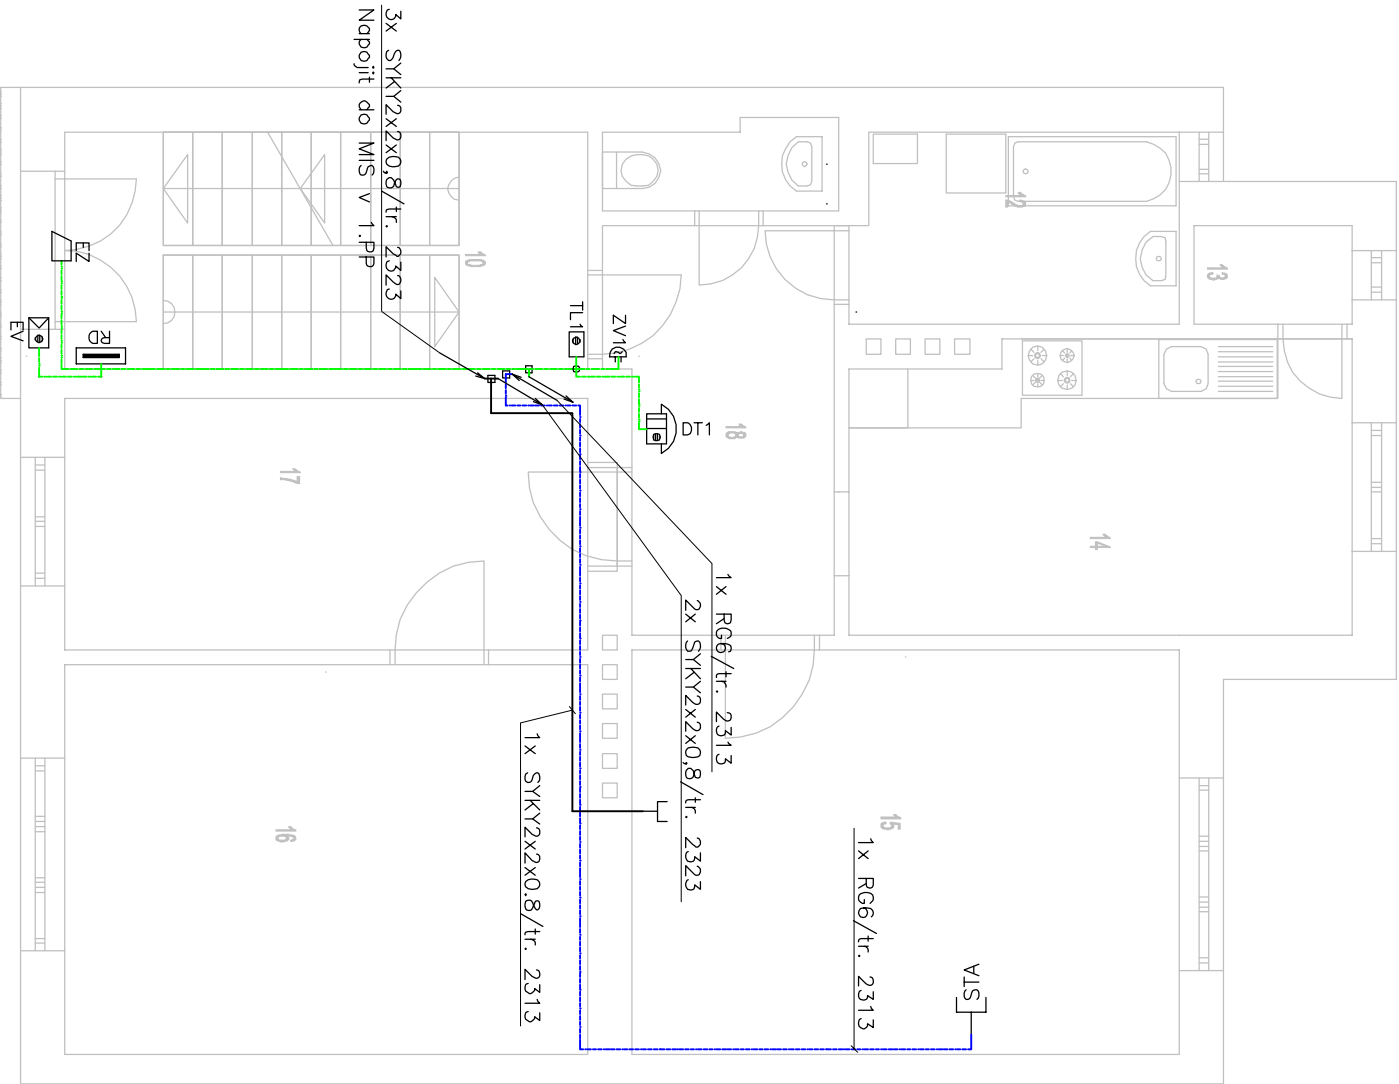 3x SYKY2x2x0,8/tr. 2323
Napojit do MIS v 1.PP
10
12
13
EZ
EV
RD
TL1
ZV1
DT1
18
17
14
1x RG6/tr. 2313
2x SYKY2x2x0,8/tr. 2323
1x SYKY2x2x0.8/tr. 2313
16
15
1x RG6/tr. 2313
STA